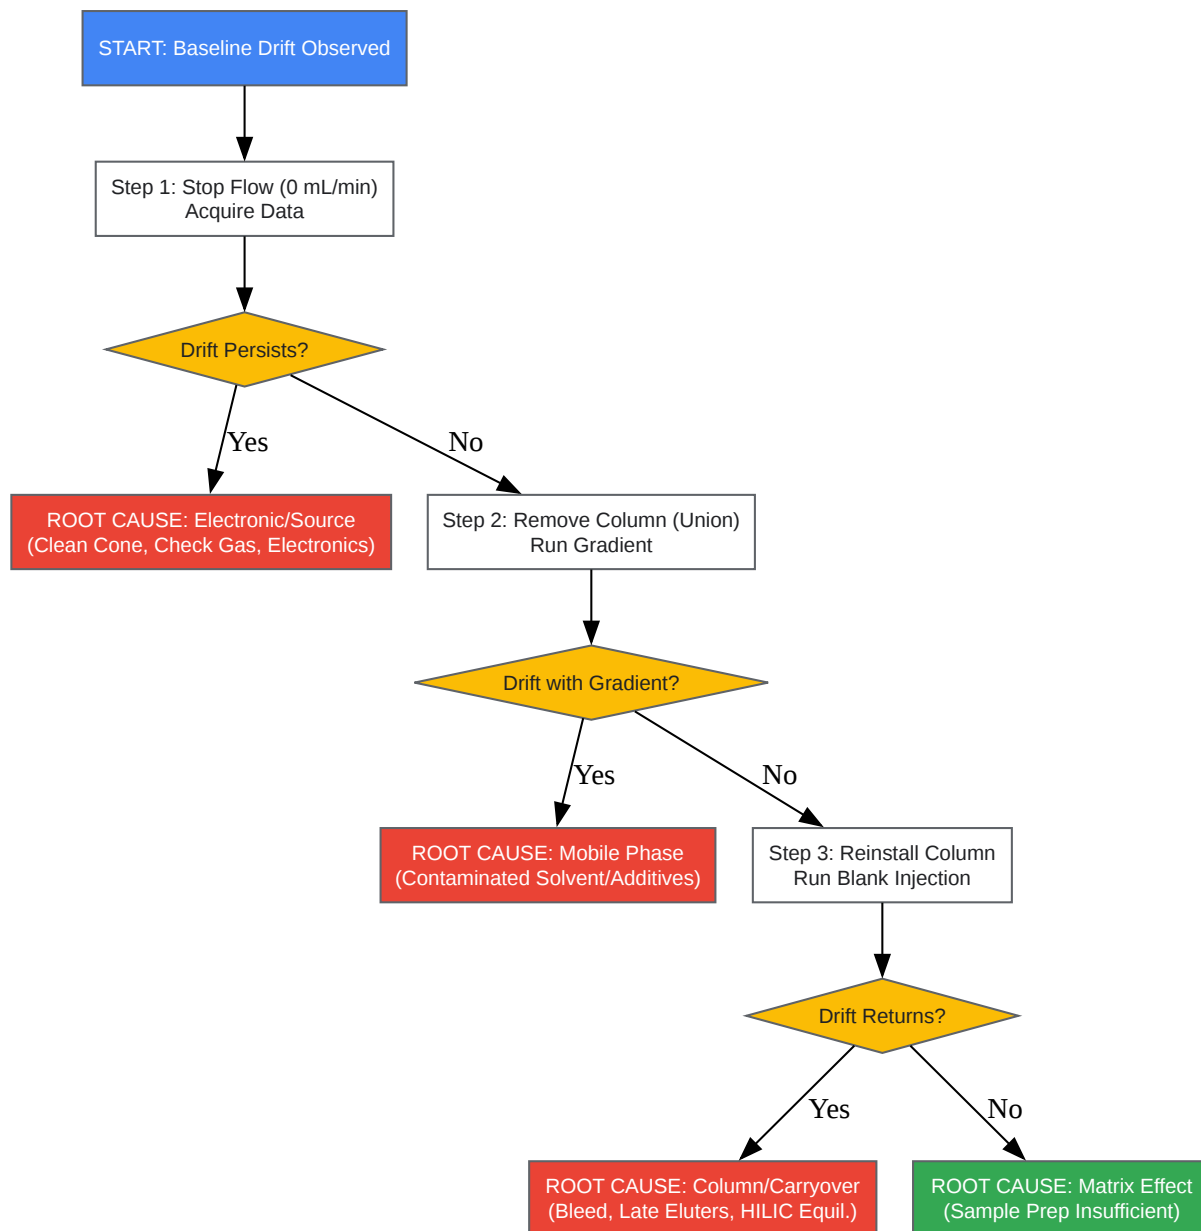 START: Baseline Drift Observed
Step 1: Stop Flow (0 mL/min)
Acquire Data
Drift Persists?
Yes
No
ROOT CAUSE: Electronic/Source
(Clean Cone, Check Gas, Electronics)
Step 2: Remove Column (Union)
Run Gradient
Drift with Gradient?
Yes
No
ROOT CAUSE: Mobile Phase
(Contaminated Solvent/Additives)
Step 3: Reinstall Column
Run Blank Injection
Drift Returns?
Yes
No
ROOT CAUSE: Column/Carryover
(Bleed, Late Eluters, HILIC Equil.)
ROOT CAUSE: Matrix Effect
(Sample Prep Insufficient)